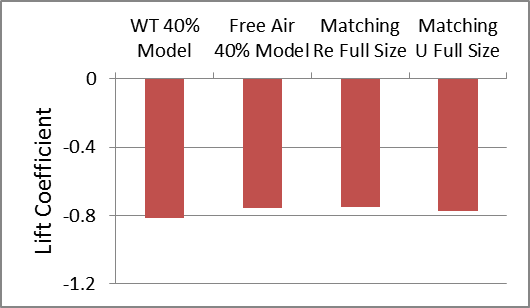 WT 40% Free Air Matching Matching
Model 40% Model Re Full Size U Full Size
0
-0.4
-0.8
-1.2
Lift Coefficient